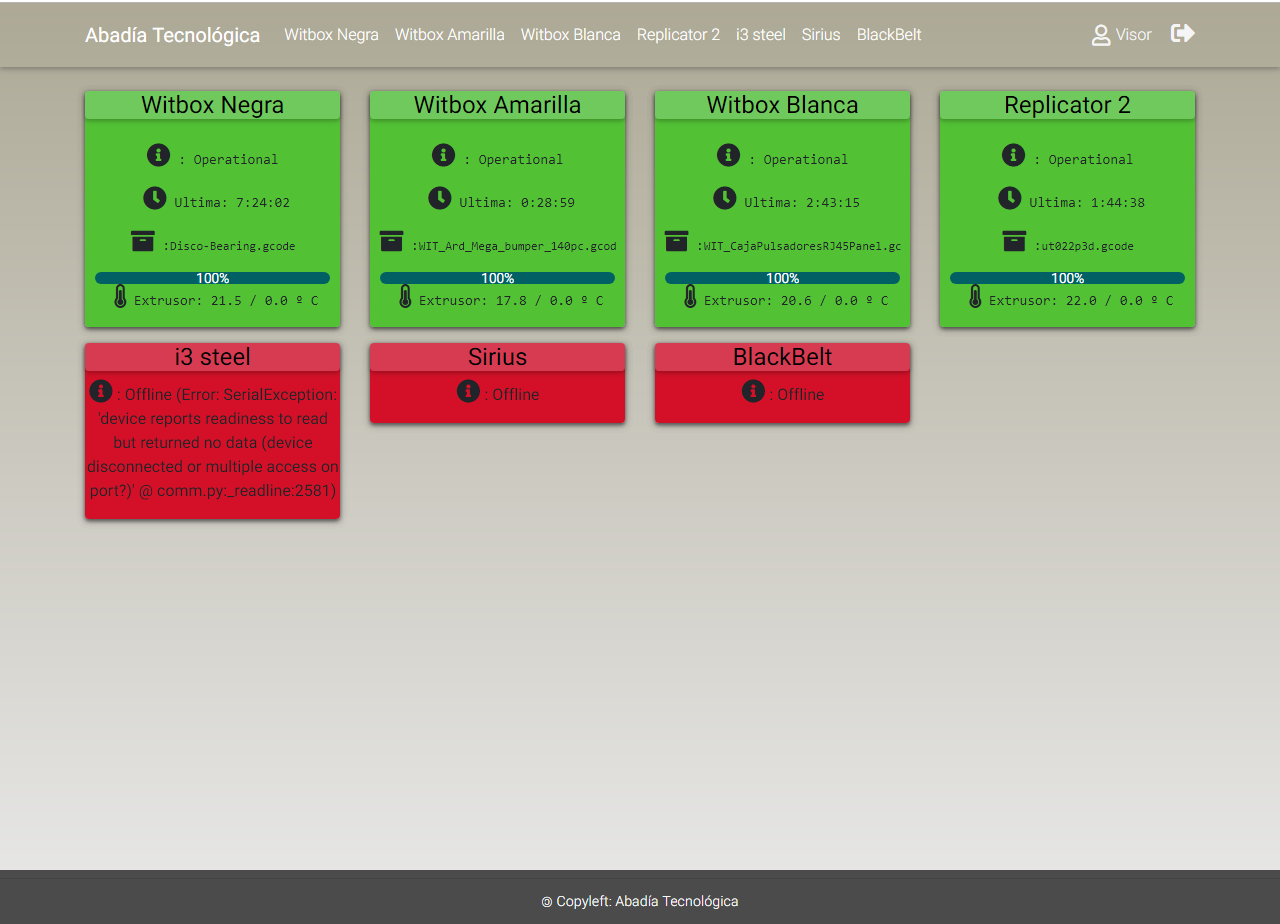 Abadía Tecnológica Witbox Negra Witbox Amarilla Witbox Blanca Replicator 2 i3 steel Sirius BlackBelt Visor
Witbox Negra
: Operational
Ultima: 7:24:02
:Disco-Bearing.gcode
100%
Extrusor: 21.5 / 0.0 º C
Witbox Amarilla
: Operational
Ultima: 0:28:59
:WIT_Ard_Mega_bumper_140pc.gcod
100%
Extrusor: 17.8 / 0.0 º C
Witbox Blanca
: Operational
Ultima: 2:43:15
:WIT_CajaPulsadoresRJ45Panel.gc
100%
Extrusor: 20.6 / 0.0 º C
Replicator 2
: Operational
Ultima: 1:44:38
:ut022p3d.gcode
100%
Extrusor: 22.0 / 0.0 º C
i3 steel
: Offline (Error: SerialException:
'device reports readiness to read
but returned no data (device
disconnected or multiple access on
port?)' @ comm.py:_readline:2581)
Sirius
: Offline
BlackBelt
: Offline
@ Copyleft: Abadía Tecnológica